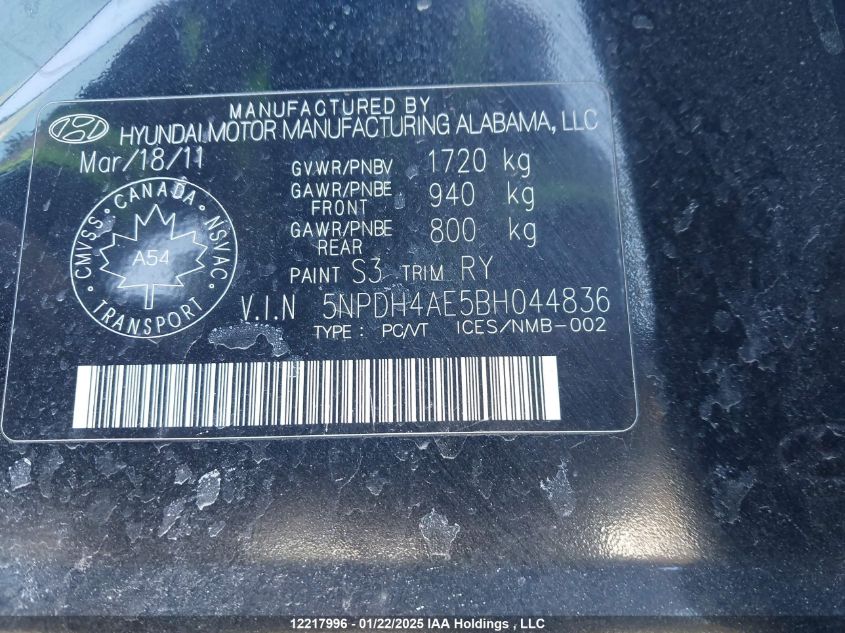 MANUFACTURED BY
HYUNDAI MOTOR MANUFACTURING ALABAMA, LLC
Mar/18/11
GVWR/PNBV 1720 kg
GAWR/PNBE FRONT 940 kg
GAWR/PNBE REAR 800 kg
PAINT S3 TRIM RY
CMVSS · CANADA · NSVAC
A54
TRANSPORT
V.I.N 5NPDH4AE5BH044836
TYPE : PC/VT ICES/NMB-002
12217996 - 01/22/2025 IAA Holdings , LLC